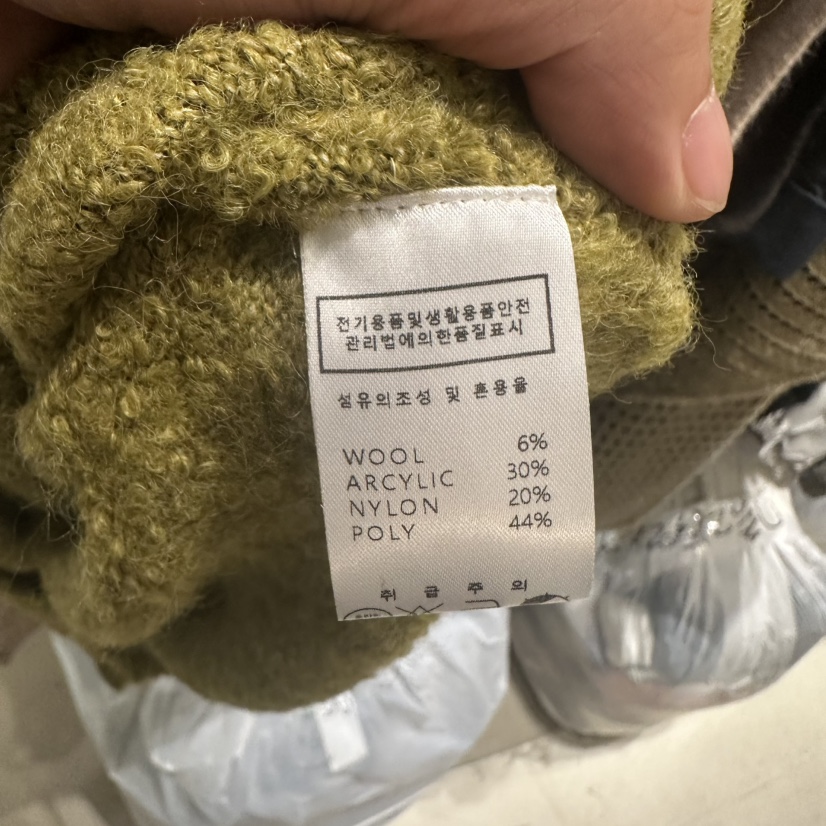 전기용품및생활용품안전
관리법에의한품질표시
섬유의조성 및 혼용율
WOOL 6%
ARCYLIC 30%
NYLON 20%
POLY 44%
취 급 주 의